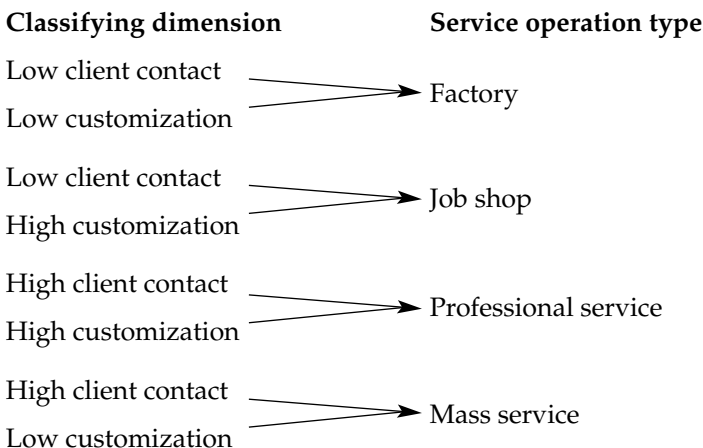 Classifying dimension    Service operation type
Low client contact
Factory
Low customization
Low client contact
Job shop
High customization
High client contact
Professional service
High customization
High client contact
Mass service
Low customization